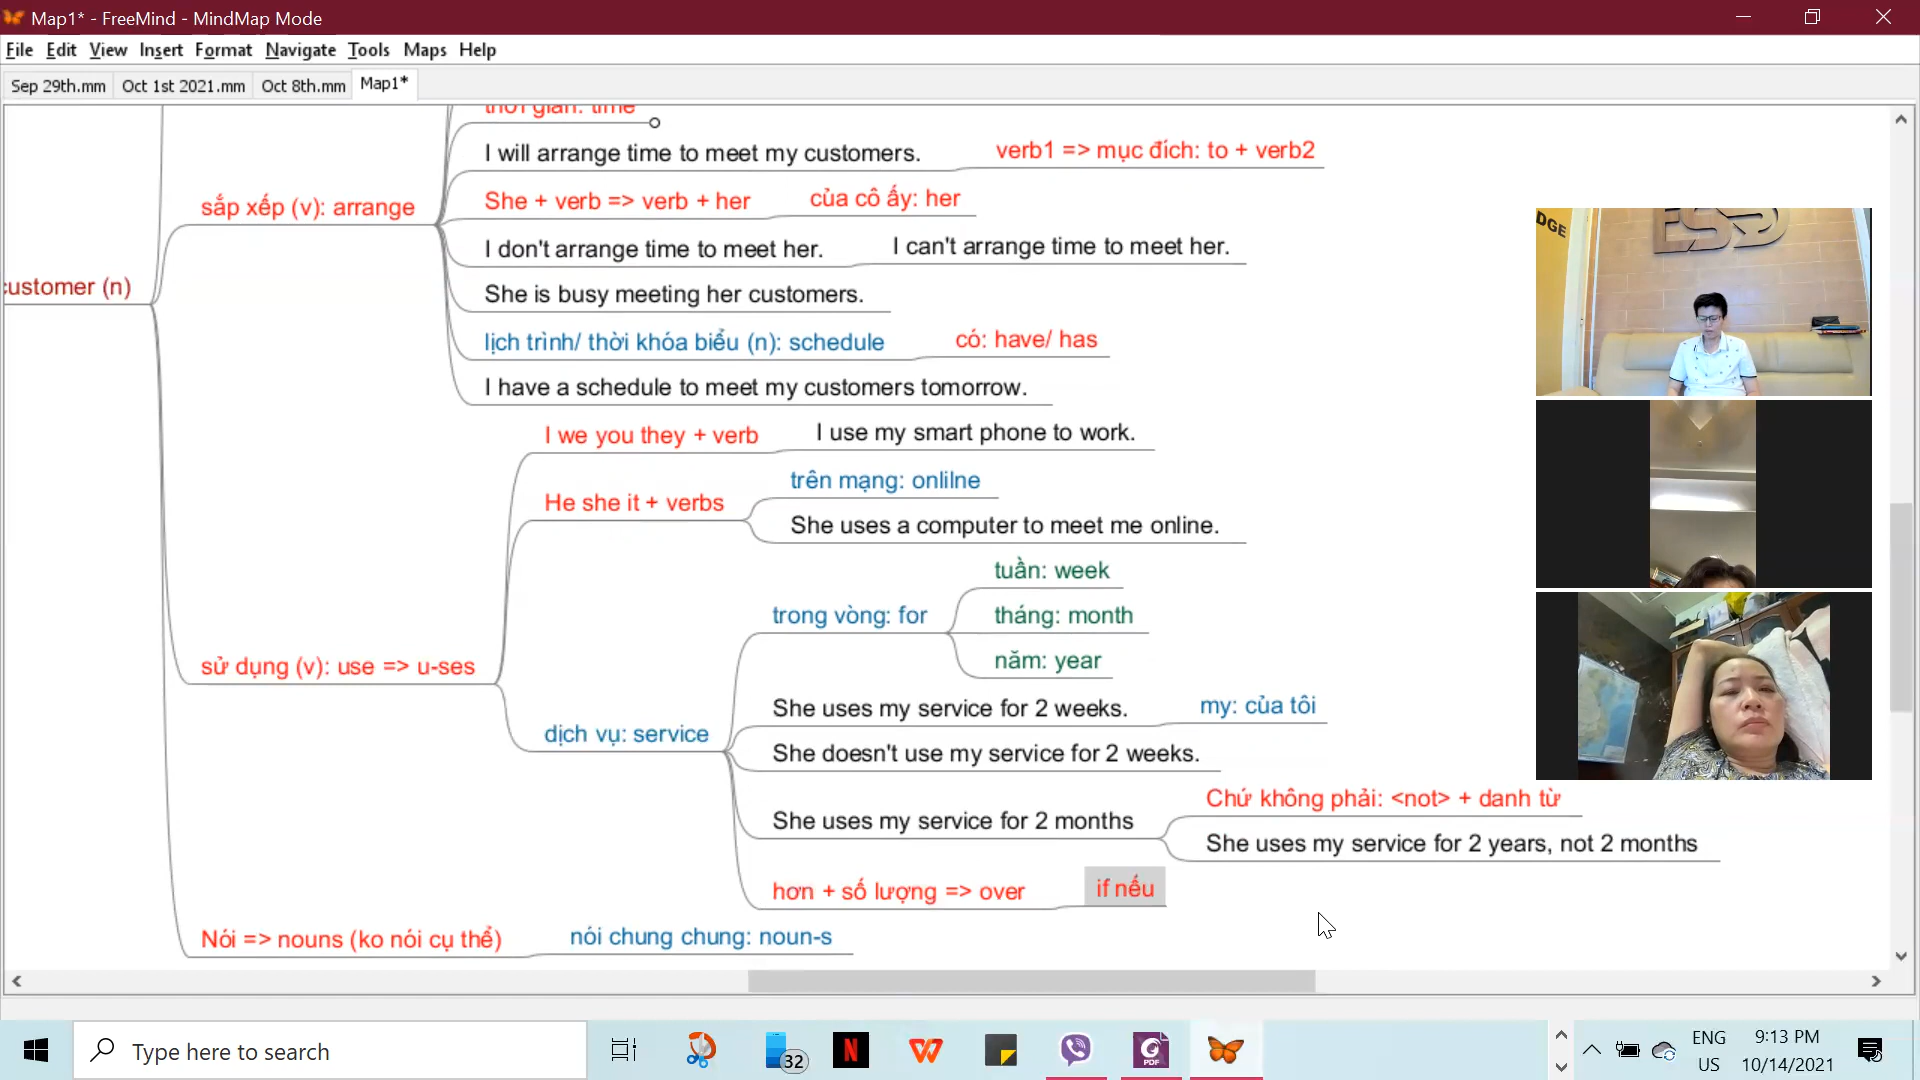 Map1* - FreeMind - MindMap Mode
File Edit View Insert Format Navigate Tools Maps Help
Sep 29th.mm Oct 1st 2021.mm Oct 8th.mm Map1*
thời gian: time
I will arrange time to meet my customers.
verb1 => mục đích: to + verb2
sắp xếp (v): arrange
She + verb => verb + her
của cô ấy: her
I don't arrange time to meet her.
I can't arrange time to meet her.
customer (n)
She is busy meeting her customers.
lịch trình/ thời khóa biểu (n): schedule
có: have/ has
I have a schedule to meet my customers tomorrow.
I we you they + verb
I use my smart phone to work.
trên mạng: onlilne
He she it + verbs
She uses a computer to meet me online.
tuần: week
trong vòng: for
tháng: month
năm: year
sử dụng (v): use => u-ses
She uses my service for 2 weeks.
my: của tôi
dịch vụ: service
She doesn't use my service for 2 weeks.
Chứ không phải: <not> + danh từ
She uses my service for 2 months
She uses my service for 2 years, not 2 months
hơn + số lượng => over
if nếu
Nói => nouns (ko nói cụ thể)
nói chung chung: noun-s
DGE
ESD
Type here to search
32
PDF
ENG
US
9:13 PM
10/14/2021